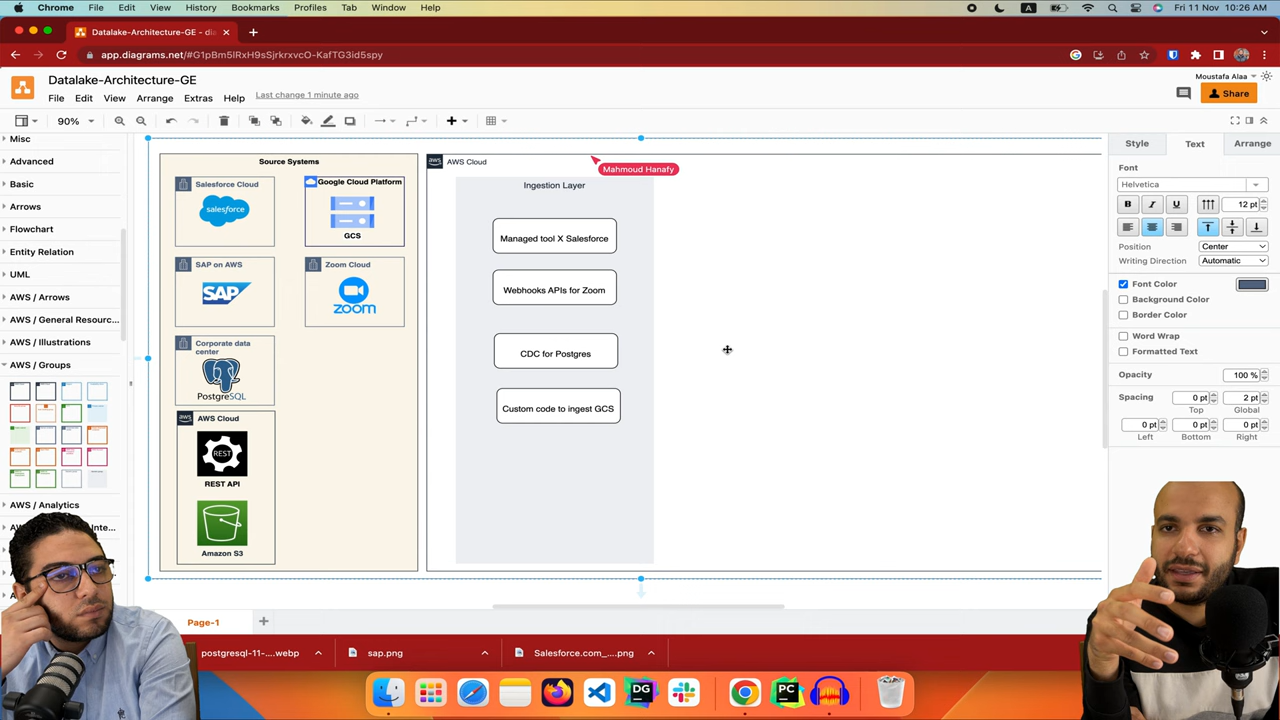 Chrome File Edit View History Bookmarks Profiles Tab Window Help
A
Fri 11 Nov 10:26 AM
Datalake-Architecture-GE - dia
app.diagrams.net/#G1pBm5lRxH9sSjrkrxvcO-KafTG3id5spy
Datalake-Architecture-GE
Moustafa Alaa
File Edit View Arrange Extras Help
Last change 1 minute ago
Share
90%
Misc
Advanced
Basic
Arrows
Flowchart
Entity Relation
UML
AWS / Arrows
AWS / General Resourc...
AWS / Illustrations
AWS / Groups
AWS / Analytics
Source Systems
Salesforce Cloud
salesforce
Google Cloud Platform
GCS
SAP on AWS
SAP
Zoom Cloud
zoom
Corporate data
center
PostgreSQL
aws
AWS Cloud
REST
REST API
Amazon S3
aws
AWS Cloud
Mahmoud Hanafy
Ingestion Layer
Managed tool X Salesforce
Webhooks APIs for Zoom
CDC for Postgres
Custom code to ingest GCS
Style Text Arrange
Font
Helvetica
B I U
12 pt
Position
Center
Writing Direction
Automatic
Font Color
Background Color
Border Color
Word Wrap
Formatted Text
Opacity
100 %
Spacing
0 pt
2 pt
Top
Global
0 pt
0 pt
0 pt
Left
Bottom
Right
Page-1
postgresql-11-....webp
sap.png
Salesforce.com_....png
DG
PC